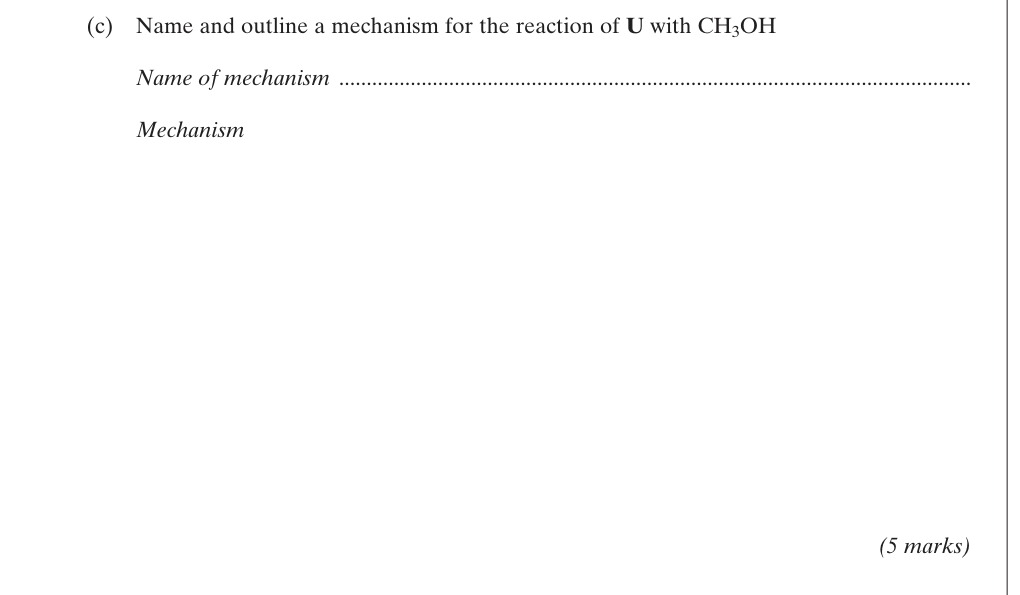 (c) Name and outline a mechanism for the reaction of U with CH₃OH
Name of mechanism ..........................................................................................................................
Mechanism
(5 marks)